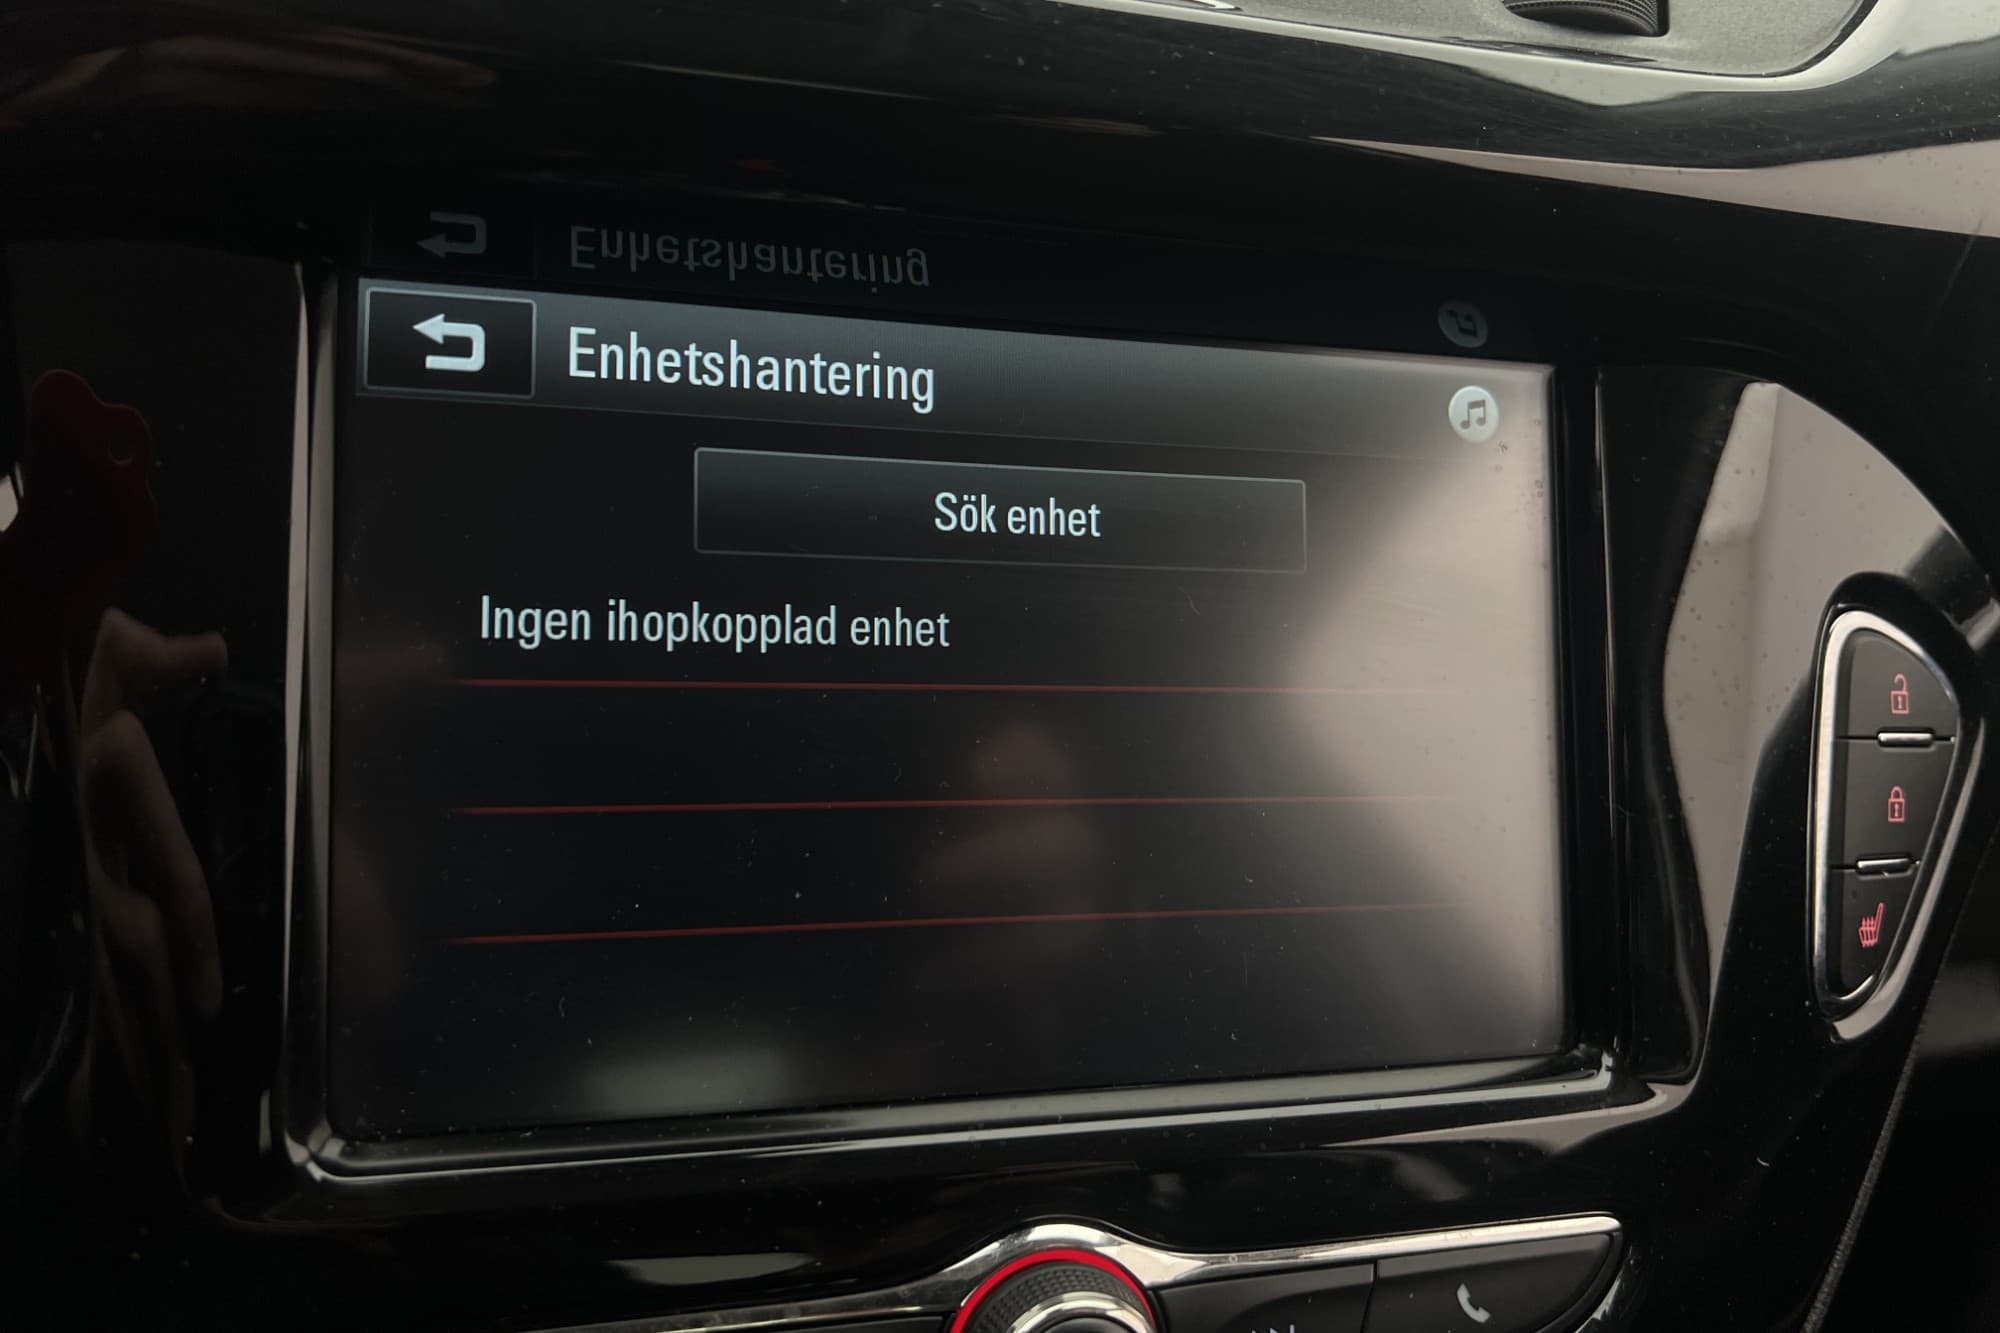 Enhetshantering
Sök enhet
Ingen ihopkopplad enhet